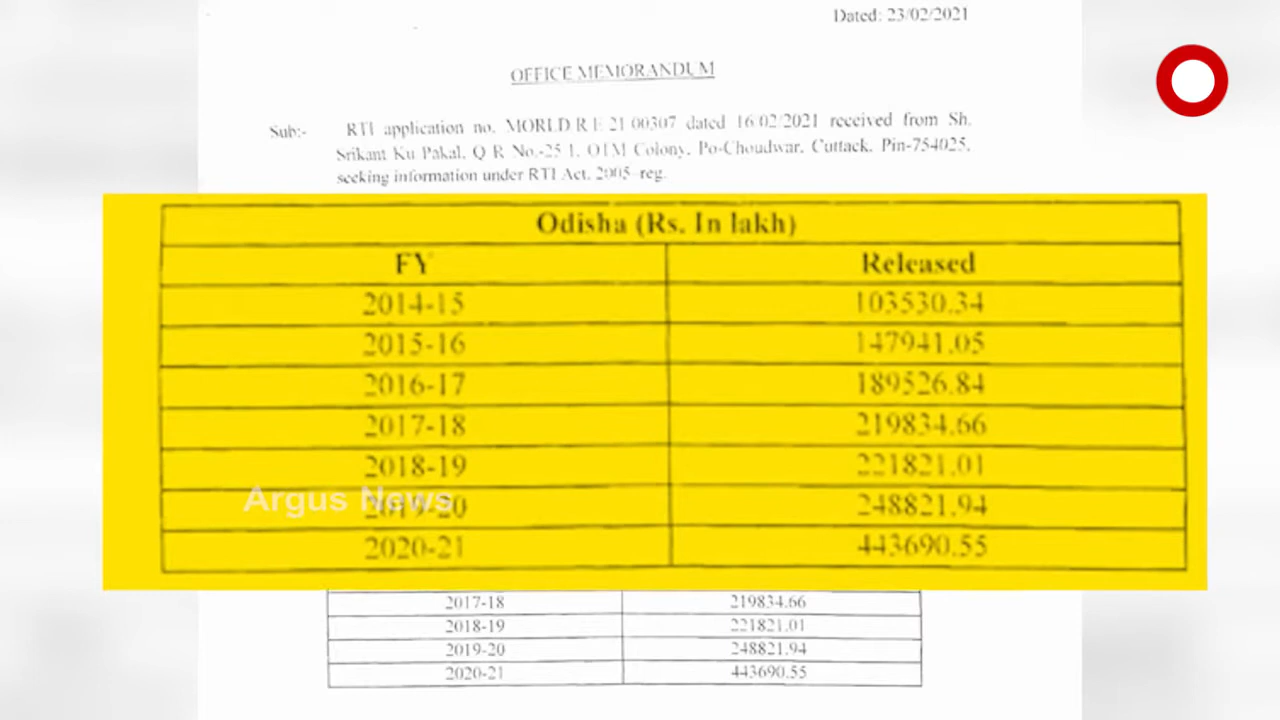 Dated: 23/02/2021
OFFICE MEMORANDUM
Sub:- RTI application no. MORLD R E 21 00307 dated 16/02/2021 received from Sh.
Srikant Ku Pakal, Q R No.-25 1, OTM Colony, Po-Choudwar, Cuttack, Pin-754025,
seeking information under RTI Act, 2005-reg.
Odisha (Rs. In lakh)
FY Released
2014-15 103530.34
2015-16 147941.05
2016-17 189526.84
2017-18 219834.66
2018-19 221821.01
Argus News
2019-20 248821.94
2020-21 443690.55
2017-18 219834.66
2018-19 221821.01
2019-20 248821.94
2020-21 443690.55